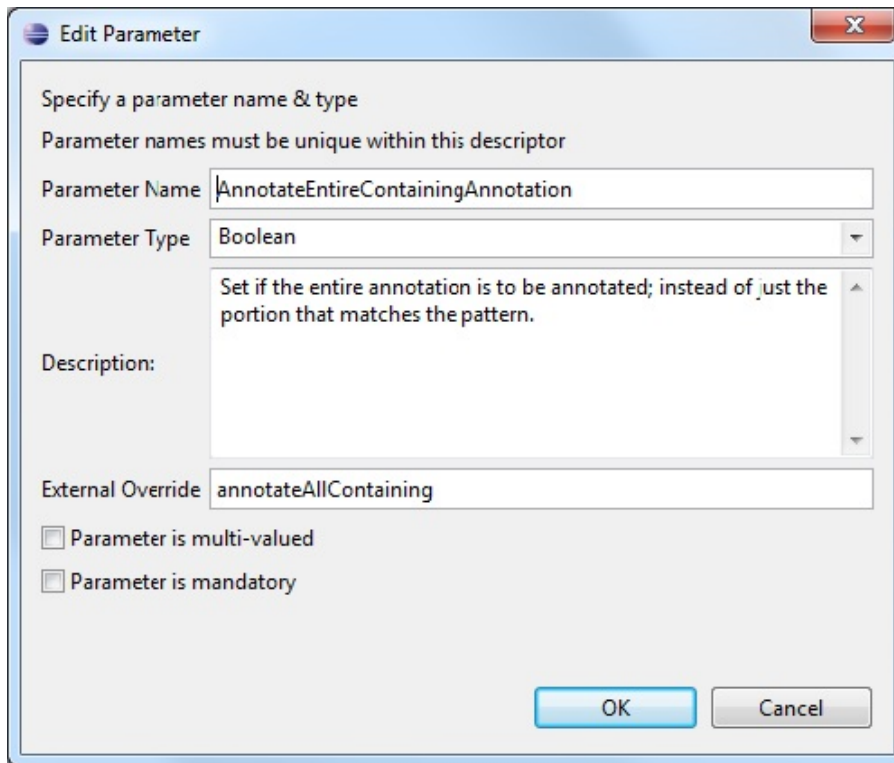 Edit Parameter
Specify a parameter name & type
Parameter names must be unique within this descriptor
Parameter Name AnnotateEntireContainingAnnotation
Parameter Type Boolean
Set if the entire annotation is to be annotated; instead of just the
portion that matches the pattern.
Description:
External Override annotateAllContaining
Parameter is multi-valued
Parameter is mandatory
OK Cancel